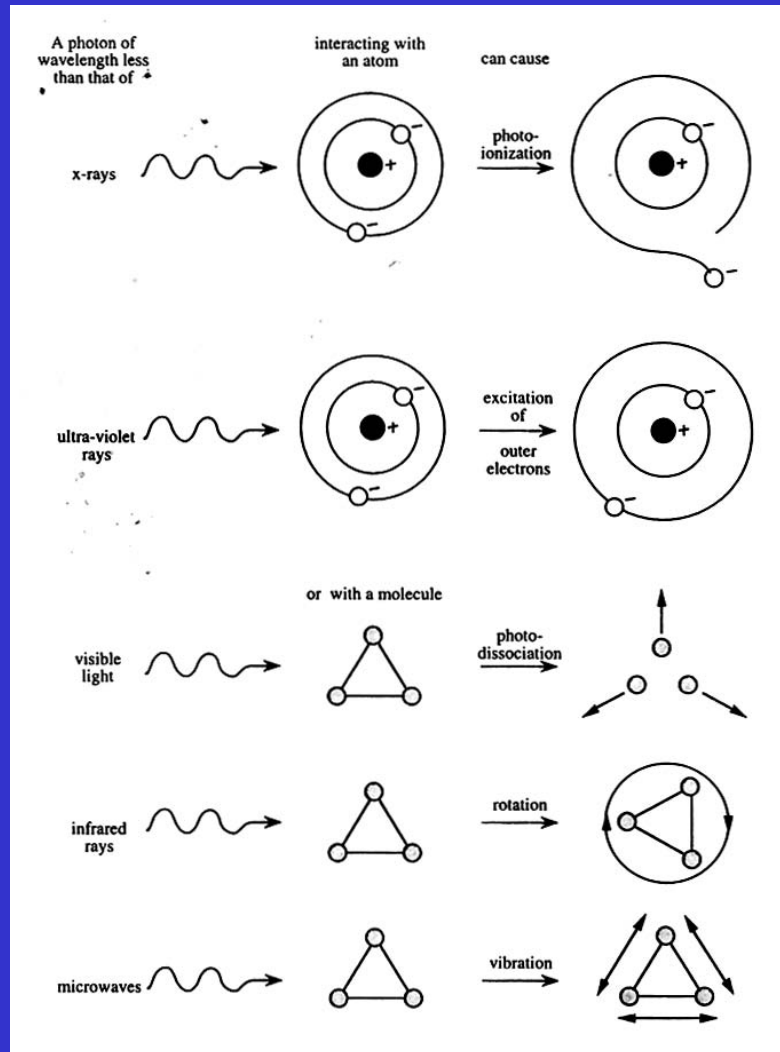 A photon of
wavelength less
than that of
interacting with
an atom
can cause
x-rays
+
−
−
photo-
ionization
+
−
−
ultra-violet
rays
+
−
−
excitation
of
outer
electrons
+
−
−
or with a molecule
visible
light
photo-
dissociation
infrared
rays
rotation
microwaves
vibration